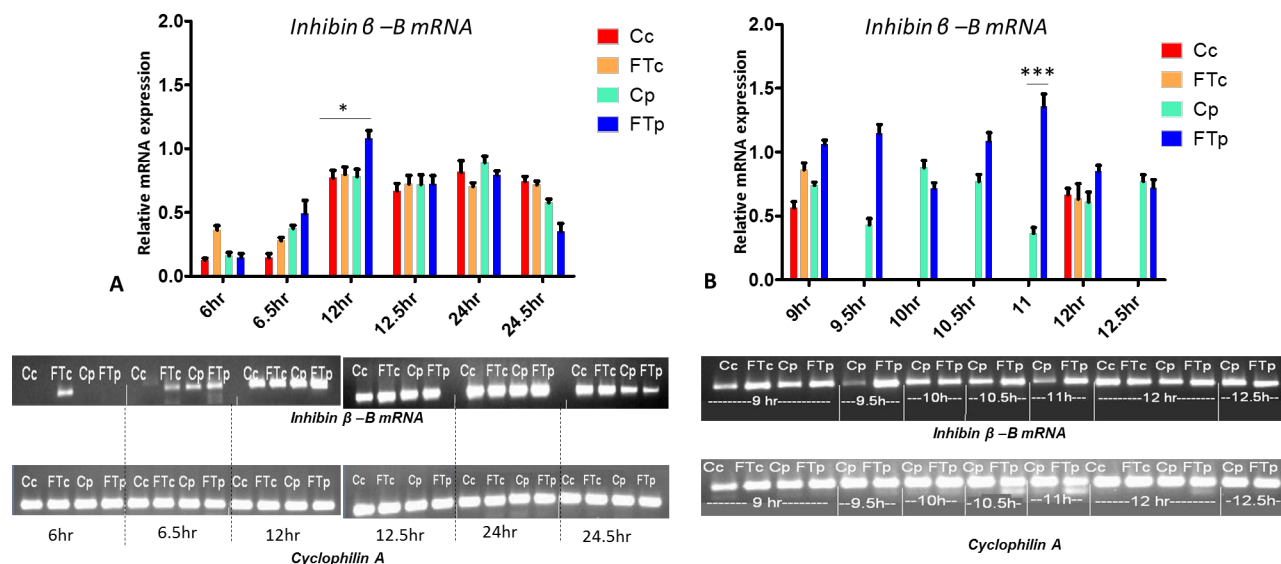 Inhibin β –B mRNA
2.0
1.5
1.0
0.5
0.0
Relative mRNA expression
Cc
FTc
Cp
FTp
*
6hr
6.5hr
12hr
12.5hr
24hr
24.5hr
A
Cc FTc Cp FTp FTc Cp FTp Cc FTc Cp FTp Cc FTc Cp FTp Cc FTc Cp FTp Cc FTc Cp FTp
Inhibin β –B mRNA
Cc FTc Cp FTp Cc FTc Cp FTp Cc FTc Cp FTp Cc FTc Cp FTp Cc FTc Cp FTp Cc FTc Cp FTp
6hr 6.5hr 12hr 12.5hr 24hr 24.5hr
Cyclophilin A
Inhibin β –B mRNA
2.0
1.5
1.0
0.5
0.0
Relative mRNA expression
Cc
FTc
Cp
FTp
***
9hr
9.5hr
10hr
10.5hr
11
12hr
12.5hr
B
Cc FTc Cp FTp Cp FTp Cp FTp Cp FTp Cp FTp Cc FTc Cp FTp Cp FTp
--------9 hr--------- --9.5h--- ---10h--- --10.5h-- ---11h--- ---------12 hr--------- --12.5h--
Inhibin β –B mRNA
Cc FTc Cp FTp Cp FTp Cp FTp Cp FTp Cp FTp Cc FTc Cp FTp Cp FTp
-------- 9 hr --------- ---9.5h--- ---10h--- -10.5h--- ---11h--- --------12 hr--------- --12.5h-
Cyclophilin A